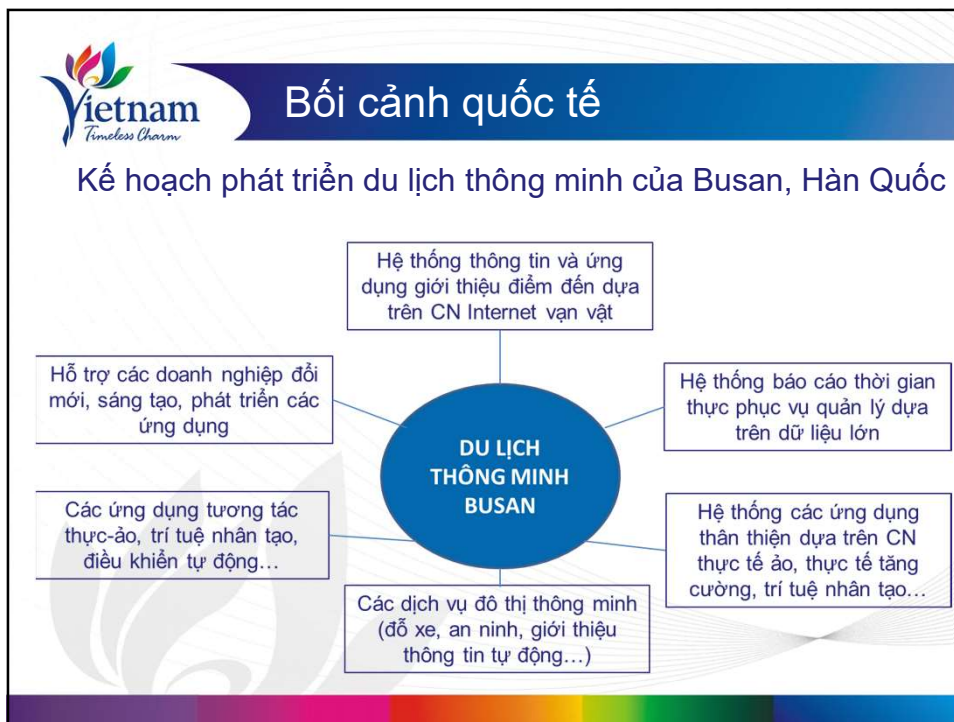 Vietnam
Timeless Charm
Bối cảnh quốc tế
Kế hoạch phát triển du lịch thông minh của Busan, Hàn Quốc
Hệ thống thông tin và ứng
dụng giới thiệu điểm đến dựa
trên CN Internet vạn vật
Hỗ trợ các doanh nghiệp đổi
mới, sáng tạo, phát triển các
ứng dụng
Hệ thống báo cáo thời gian
thực phục vụ quản lý dựa
trên dữ liệu lớn
DU LỊCH
THÔNG MINH
BUSAN
Các ứng dụng tương tác
thực-ảo, trí tuệ nhân tạo,
điều khiển tự động…
Hệ thống các ứng dụng
thân thiện dựa trên CN
thực tế ảo, thực tế tăng
cường, trí tuệ nhân tạo…
Các dịch vụ đô thị thông minh
(đỗ xe, an ninh, giới thiệu
thông tin tự động…)